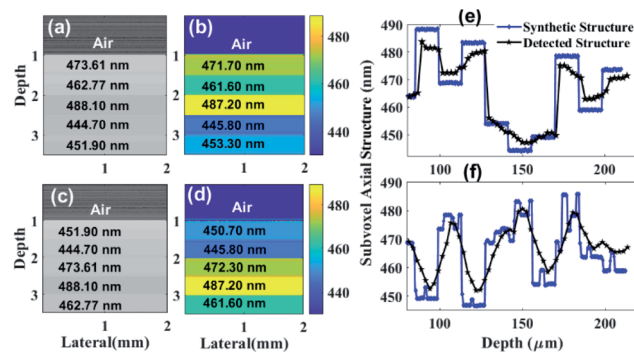 (a)
Air
473.61 nm
462.77 nm
488.10 nm
444.70 nm
451.90 nm
1
2
3
Depth
1
2
(b)
Air
471.70 nm
461.60 nm
487.20 nm
445.80 nm
453.30 nm
1
2
480
460
440
(c)
Air
451.90 nm
444.70 nm
473.61 nm
488.10 nm
462.77 nm
1
2
3
Depth
1
2
Lateral(mm)
(d)
Air
450.70 nm
445.80 nm
472.30 nm
487.20 nm
461.60 nm
1
2
Lateral(mm)
480
460
440
Subvoxel Axial Structure (nm)
(e)
Synthetic Structure
Detected Structure
490
480
470
460
450
100
150
200
(f)
490
480
470
460
450
100
150
200
Depth (μm)